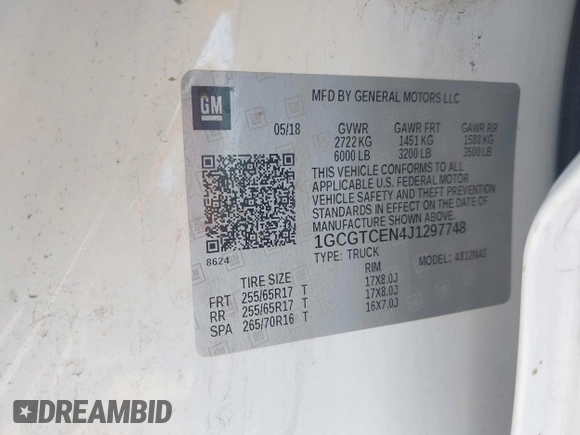 GM
MFD BY GENERAL MOTORS LLC
05/18 GVWR GAWR FRT GAWR RR
2722 KG 1451 KG 1588 KG
6000 LB 3200 LB 3500 LB
THIS VEHICLE CONFORMS TO ALL
APPLICABLE U.S. FEDERAL MOTOR
VEHICLE SAFETY AND THEFT PREVENTION
STANDARDS IN EFFECT ON THE DATE OF
MANUFACTURE SHOWN ABOVE.
1GCGTCEN4J1297748
8624 TYPE: TRUCK MODEL:
TIRE SIZE RIM
FRT 255/65R17 T 17X8.0J
RR 255/65R17 T 17X8.0J
SPA 265/70R16 T 16X7.0J
DREAMBID